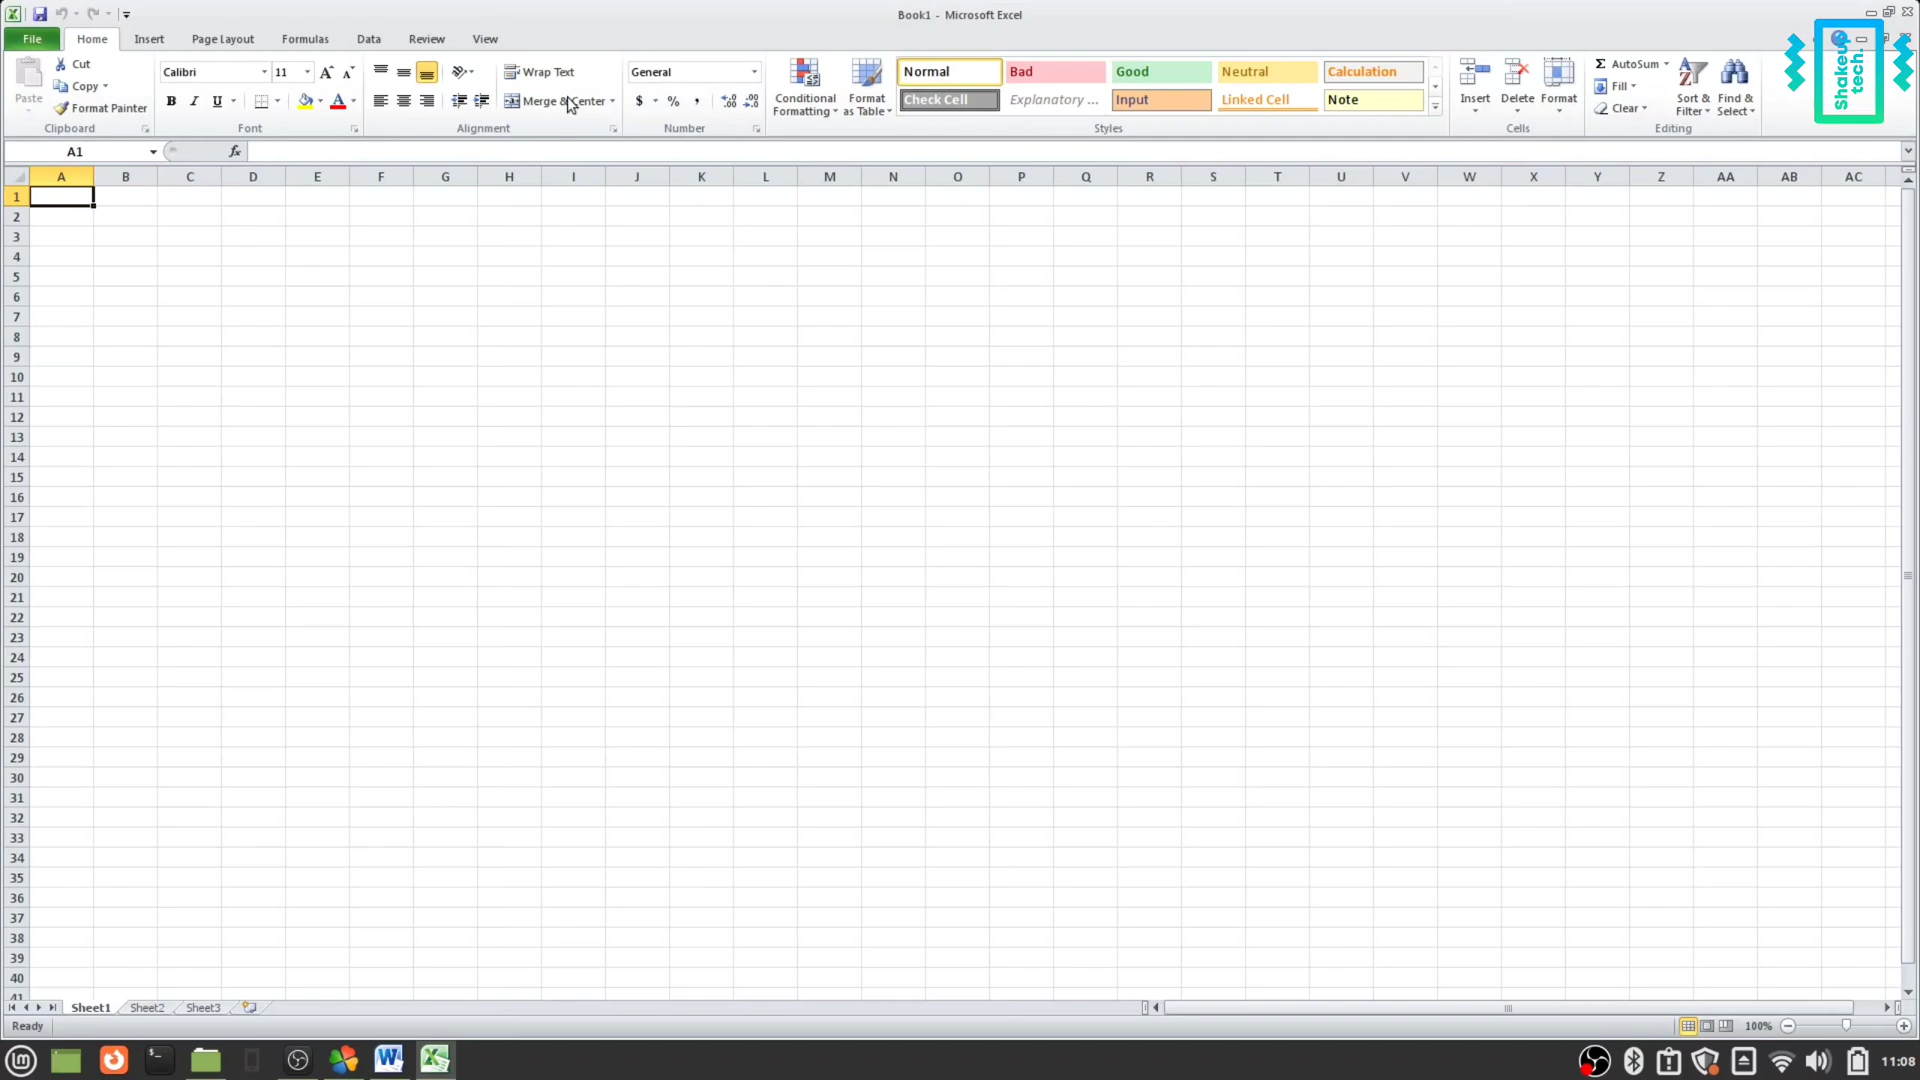 Book1 - Microsoft Excel
File Home Insert Page Layout Formulas Data Review View
Paste
Cut
Copy
Format Painter
Clipboard
Calibri 11 A A
B I U A
Font
Wrap Text
Merge & Center
Alignment
General
$ % , .00
Number
Conditional Formatting
Format as Table
Normal Bad Good Neutral Calculation
Check Cell Explanatory ... Input Linked Cell Note
Styles
Insert Delete Format
Cells
Σ AutoSum
Fill
Clear
Sort & Filter
Find & Select
Editing
Shakeup
tech.
A1 fx
A B C D E F G H I J K L M N O P Q R S T U V W X Y Z AA AB AC
1
2
3
4
5
6
7
8
9
10
11
12
13
14
15
16
17
18
19
20
21
22
23
24
25
26
27
28
29
30
31
32
33
34
35
36
37
38
39
40
41
Sheet1 Sheet2 Sheet3
Ready 100%
11:08